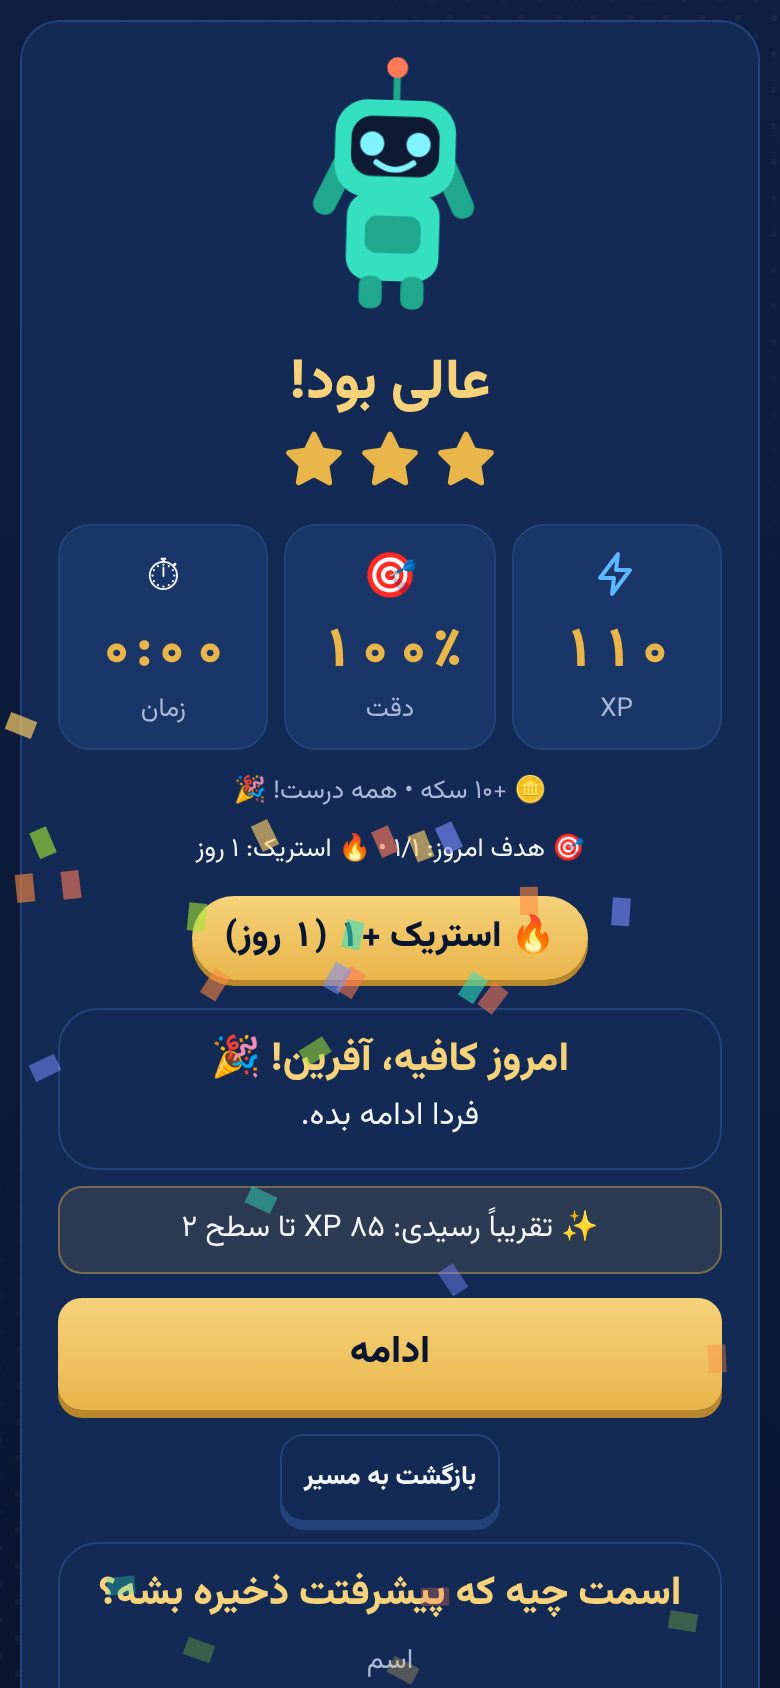 عالی بود!
۱۱۰
XP
۱۰۰٪
دقت
۰:۰۰
زمان
+۱۰ سکه • همه درست! 🎉
🎯 هدف امروز: ۱/۱ • 🔥 استریک: ۱ روز
🔥 استریک +۱ (۱ روز)
امروز کافیه، آفرین! 🎉
فردا ادامه بده.
✨ تقریباً رسیدی: ۸۵ XP تا سطح ۲
ادامه
بازگشت به مسیر
اسمت چیه که پیشرفتت ذخیره بشه؟
اسم